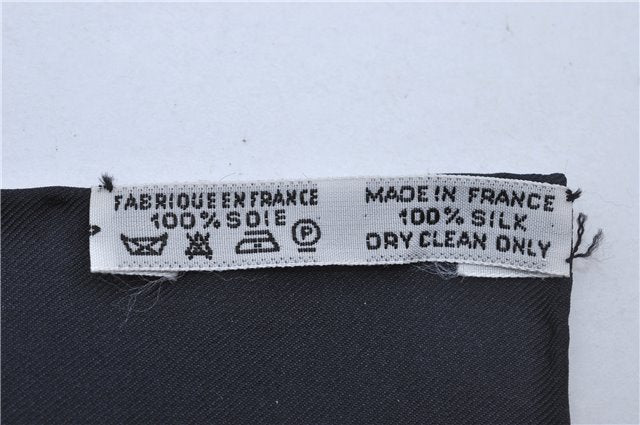 FABRIQUE EN FRANCE
100% SOIE
P
MADE IN FRANCE
100% SILK
DRY CLEAN ONLY